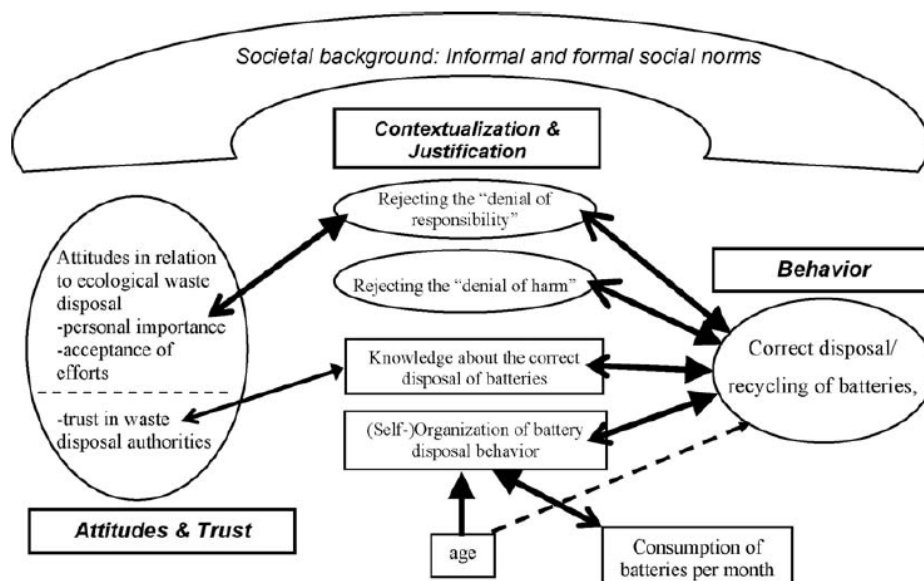 Societal background: Informal and formal social norms
Contextualization &
Justification
Rejecting the “denial of
responsibility”
Attitudes in relation
to ecological waste
disposal
-personal importance
-acceptance of
efforts
-trust in waste
disposal authorities
Attitudes & Trust
Rejecting the “denial of harm”
Knowledge about the correct
disposal of batteries
(Self-)Organization of battery
disposal behavior
age
Consumption of
batteries per month
Behavior
Correct disposal/
recycling of batteries,